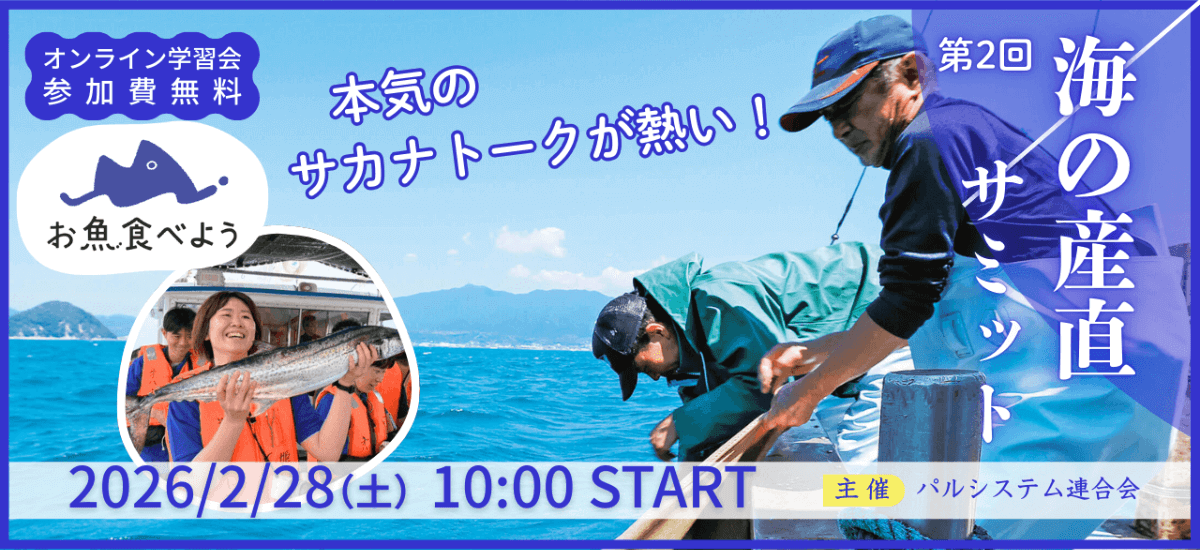 オンライン学習会
参加費無料
お魚食べよう
本気の
サカナトークが熱い！
第2回
海の産直
サミット
2026/2/28(土) 10:00 START
主催 パルシステム連合会